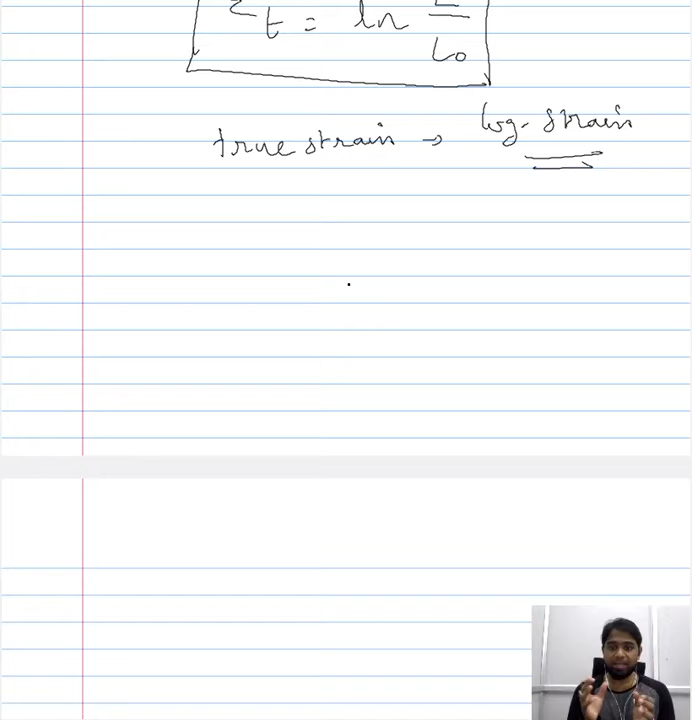 ε_t = ln L/L₀
true strain → log. strain